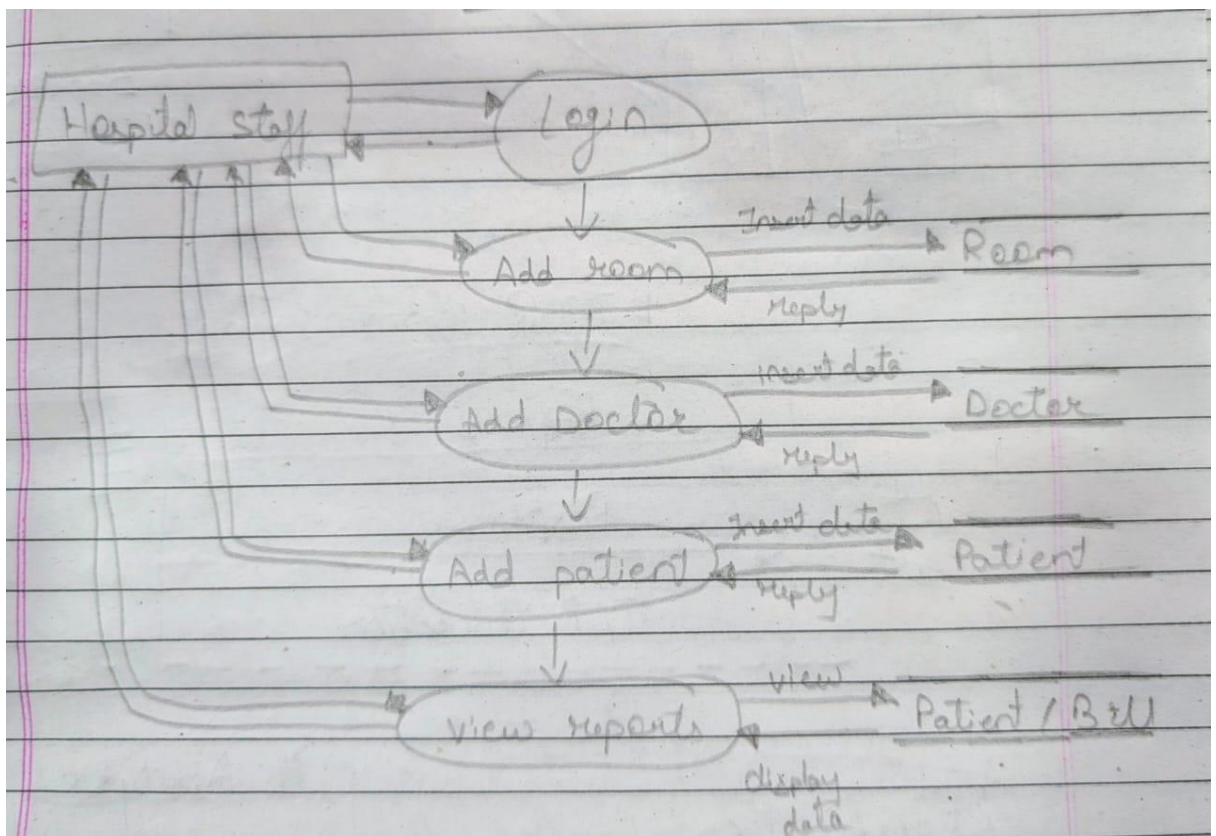 Hospital Staff
Login
Insert data
Room
Add room
reply
insert data
Doctor
Add Doctor
reply
Insert data
Patient
Add patient
reply
view
Patient / Bill
view reports
display
data